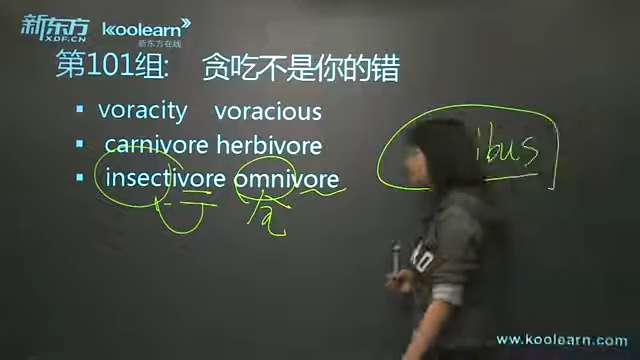 新东方 koolearn
XDF.CN 新东方在线
第101组: 贪吃不是你的错
▪ voracity voracious
▪ carnivore herbivore
▪ insectivore omnivore
ibus
www.koolearn.com